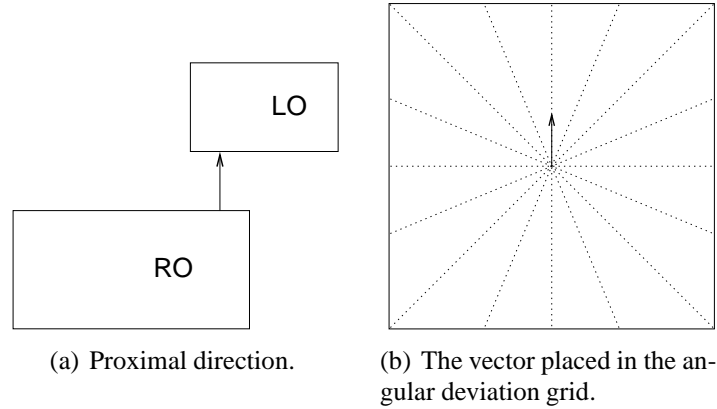 LO
RO
(a) Proximal direction.
(b) The vector placed in the an-
gular deviation grid.